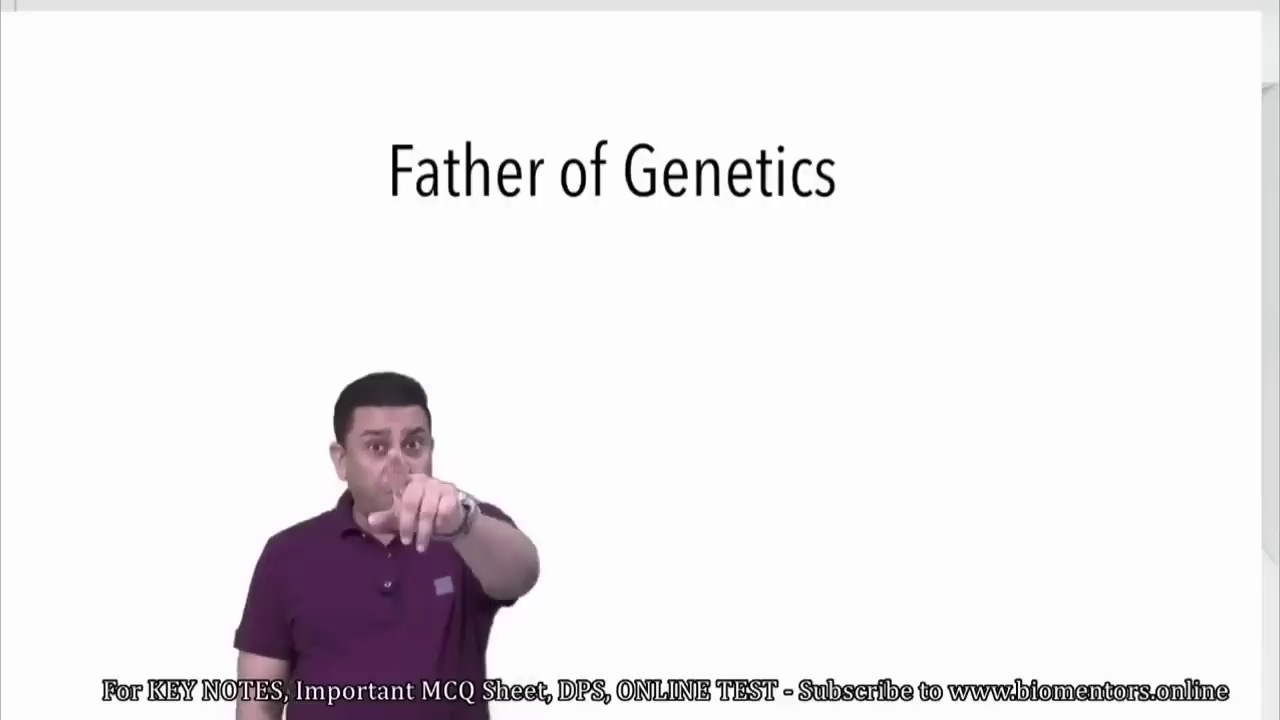 Father of Genetics
For KEY NOTES, Important MCQ Sheet, DPS, ONLINE TEST - Subscribe to www.biomentors.online